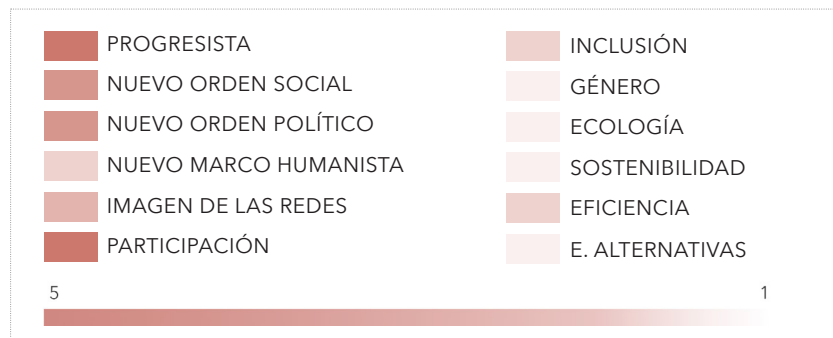 PROGRESISTA
NUEVO ORDEN SOCIAL
NUEVO ORDEN POLÍTICO
NUEVO MARCO HUMANISTA
IMAGEN DE LAS REDES
PARTICIPACIÓN
INCLUSIÓN
GÉNERO
ECOLOGÍA
SOSTENIBILIDAD
EFICIENCIA
E. ALTERNATIVAS
5
1